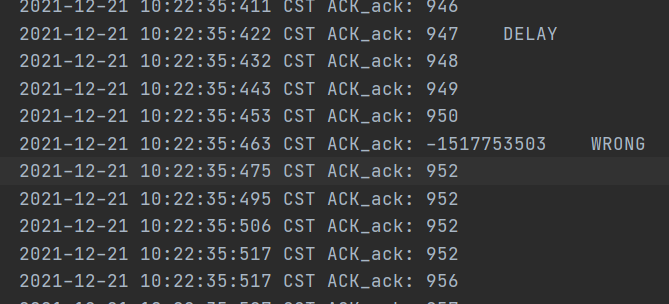 2021-12-21 10:22:35:411 CST ACK_ack: 946
2021-12-21 10:22:35:422 CST ACK_ack: 947    DELAY
2021-12-21 10:22:35:432 CST ACK_ack: 948
2021-12-21 10:22:35:443 CST ACK_ack: 949
2021-12-21 10:22:35:453 CST ACK_ack: 950
2021-12-21 10:22:35:463 CST ACK_ack: -1517753503    WRONG
2021-12-21 10:22:35:475 CST ACK_ack: 952
2021-12-21 10:22:35:495 CST ACK_ack: 952
2021-12-21 10:22:35:506 CST ACK_ack: 952
2021-12-21 10:22:35:517 CST ACK_ack: 952
2021-12-21 10:22:35:517 CST ACK_ack: 956